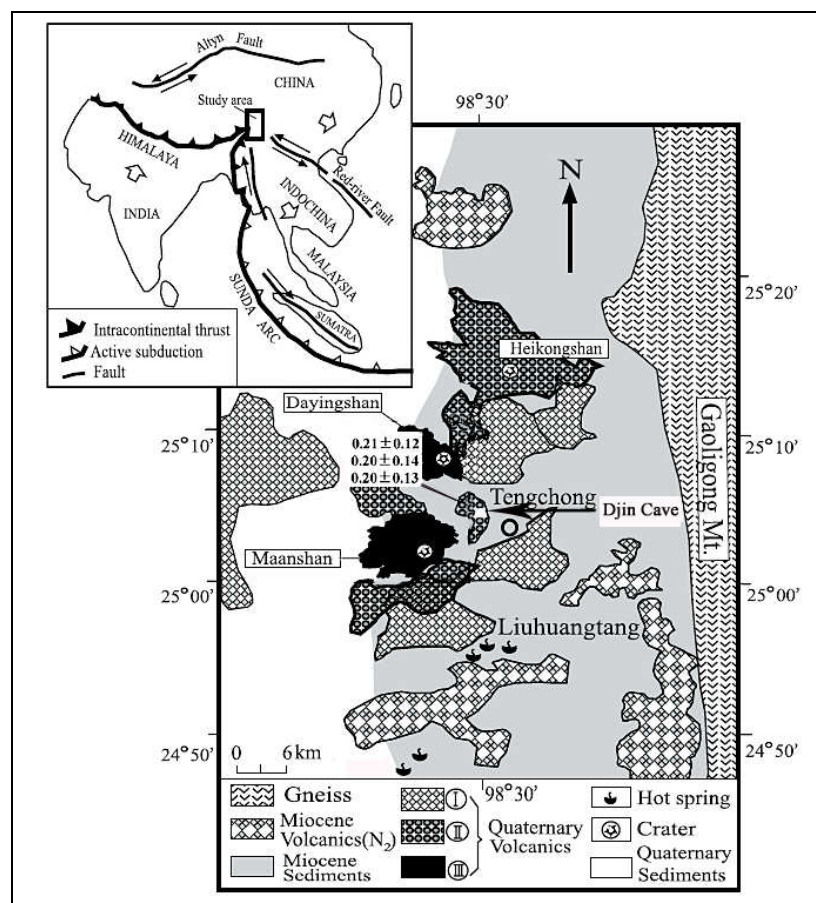 Altyn Fault
CHINA
Study area
HIMALAYA
INDIA
INDOCHINA
Red-river Fault
MALAYSIA
SUNDA ARC
SUMATRA
Intracontinental thrust
Active subduction
Fault
98°30'
N
25°20'
Heikongshan
Dayingshan
25°10'
25°10'
0.21±0.12
0.20±0.14
0.20±0.13
Tengchong
Djin Cave
Gaoligong Mt.
Maanshan
25°00'
25°00'
Liuhuangtang
24°50'
24°50'
0 6 km
98°30'
Gneiss
Miocene
Volcanics(N₂)
Miocene
Sediments
I
II
III
Quaternary
Volcanics
Hot spring
Crater
Quaternary
Sediments